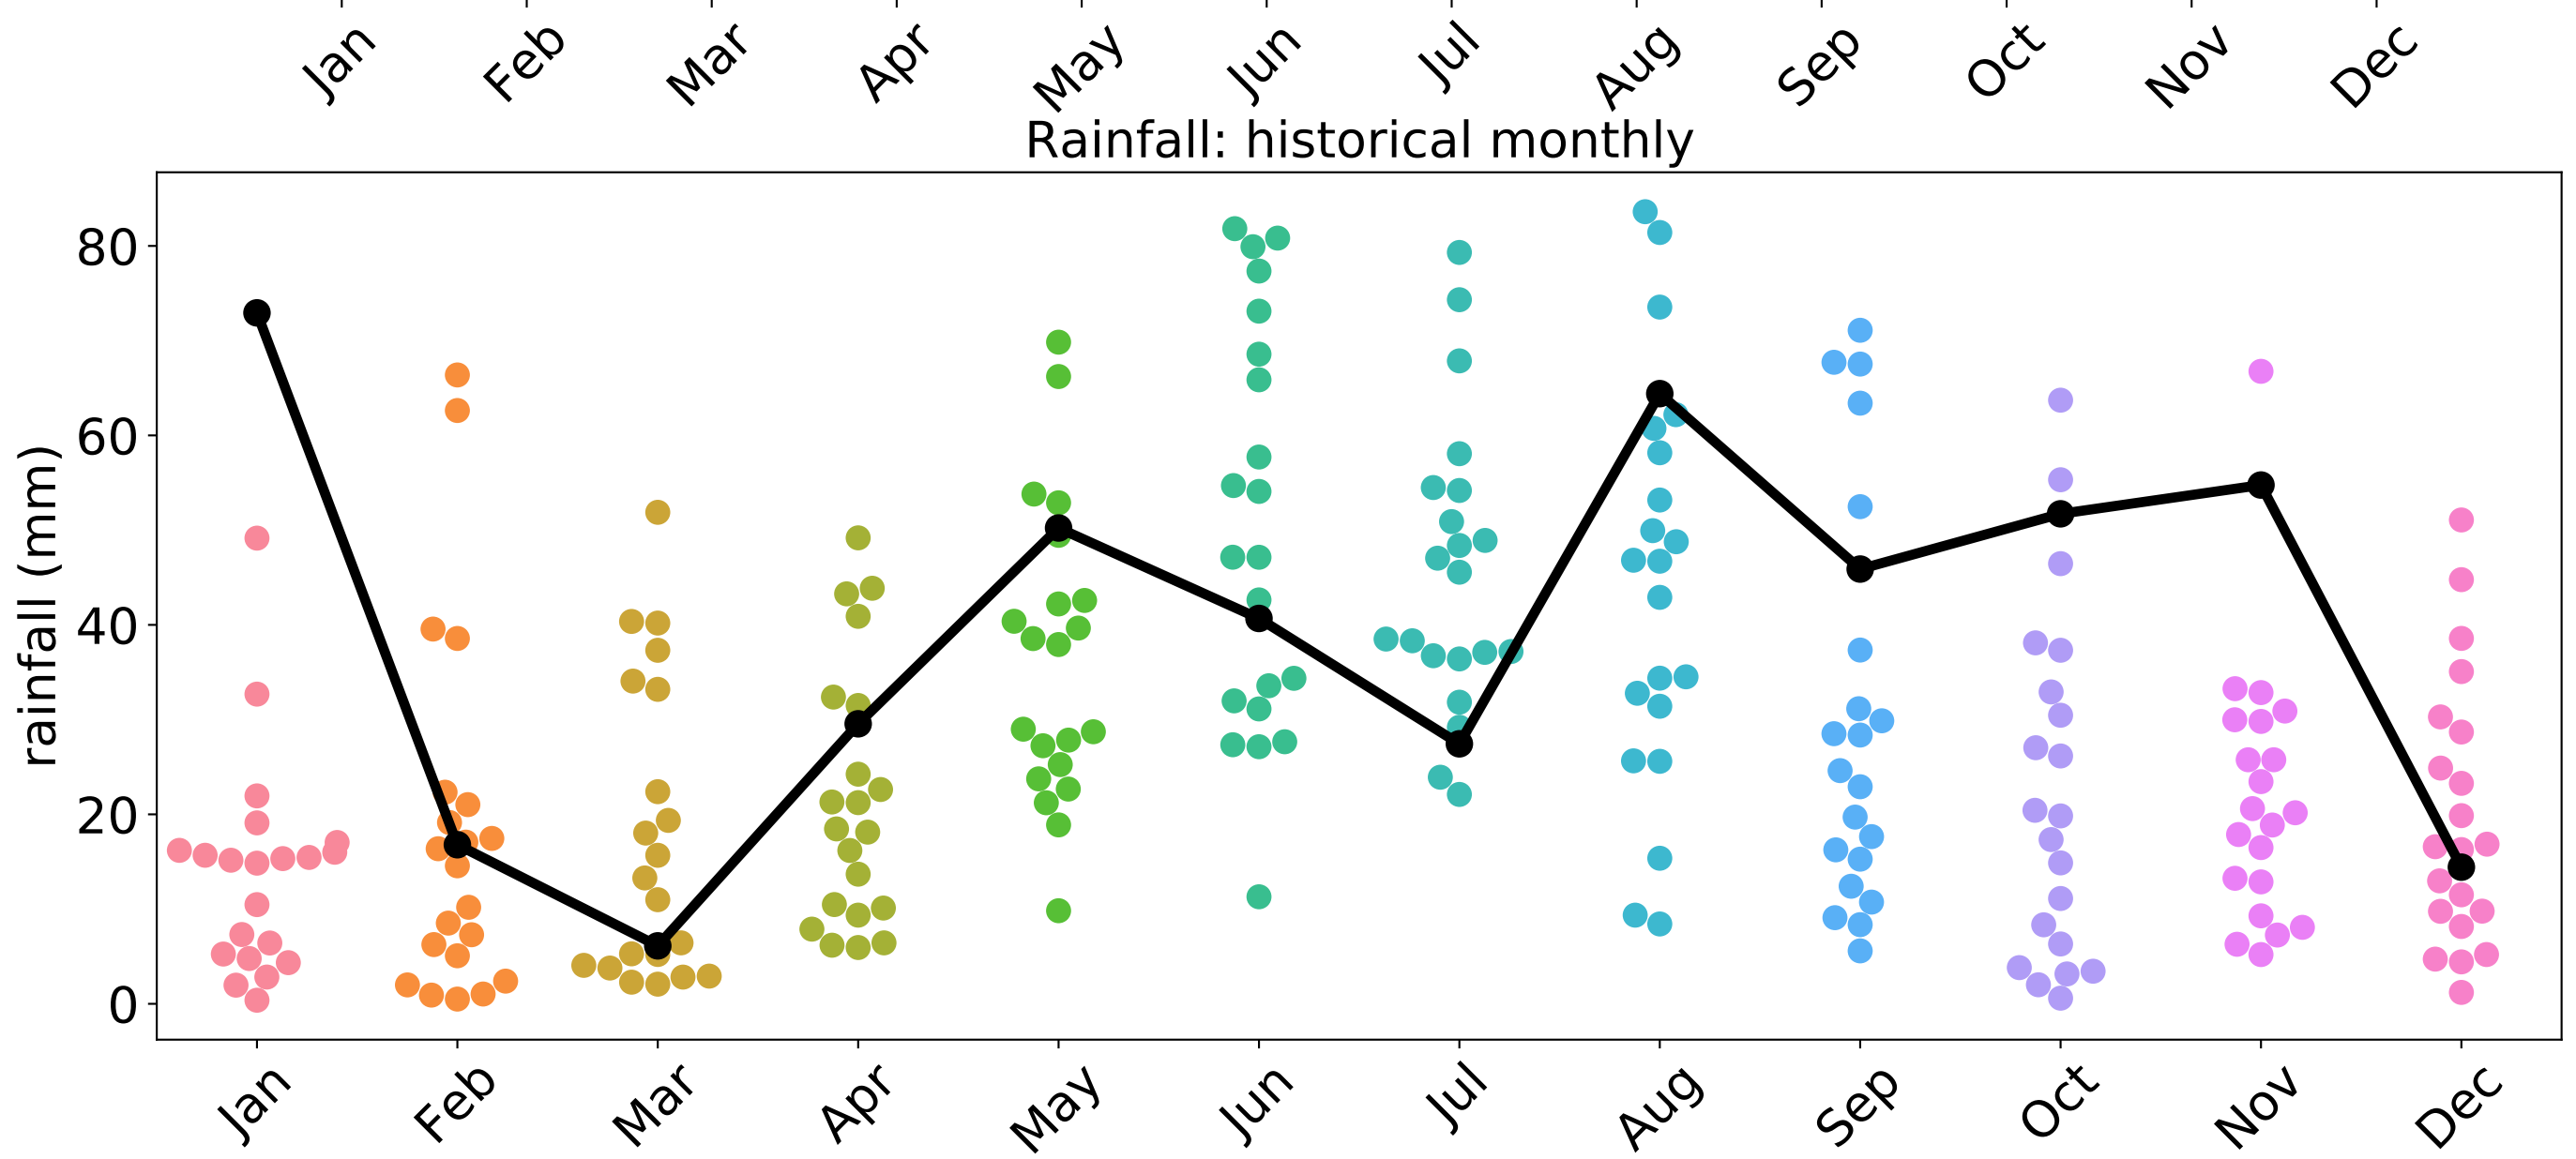 Jan Feb Mar Apr May Jun Jul Aug Sep Oct Nov Dec
Rainfall: historical monthly
80
60
40
20
0
rainfall (mm)
Jan Feb Mar Apr May Jun Jul Aug Sep Oct Nov Dec